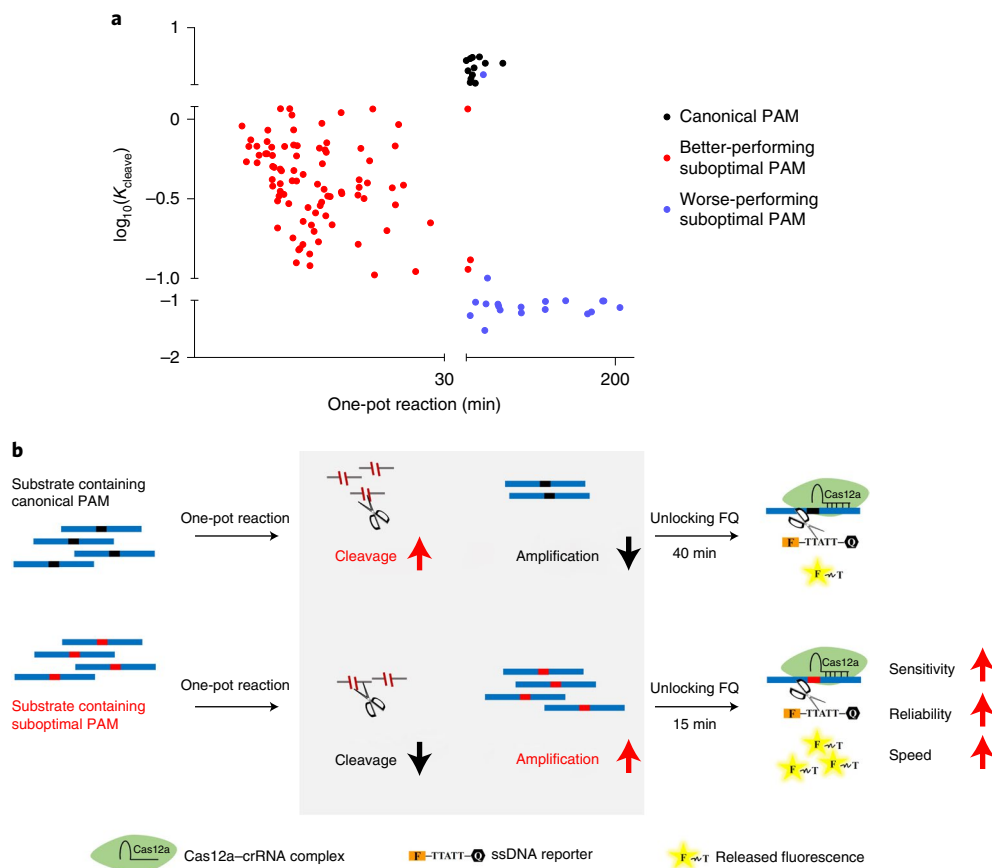 a
1
0
−0.5
−1.0
−1
−2
log10(Kcleave)
30
200
One-pot reaction (min)
Canonical PAM
Better-performing
suboptimal PAM
Worse-performing
suboptimal PAM
b
Substrate containing
canonical PAM
One-pot reaction
Cleavage
Amplification
Unlocking FQ
40 min
Cas12a
F –TTATT– Q
F T
Substrate containing
suboptimal PAM
One-pot reaction
Cleavage
Amplification
Unlocking FQ
15 min
Cas12a
F –TTATT– Q
F T
F T
F T
Sensitivity
Reliability
Speed
Cas12a
Cas12a–crRNA complex
F –TTATT– Q
ssDNA reporter
F T
Released fluorescence